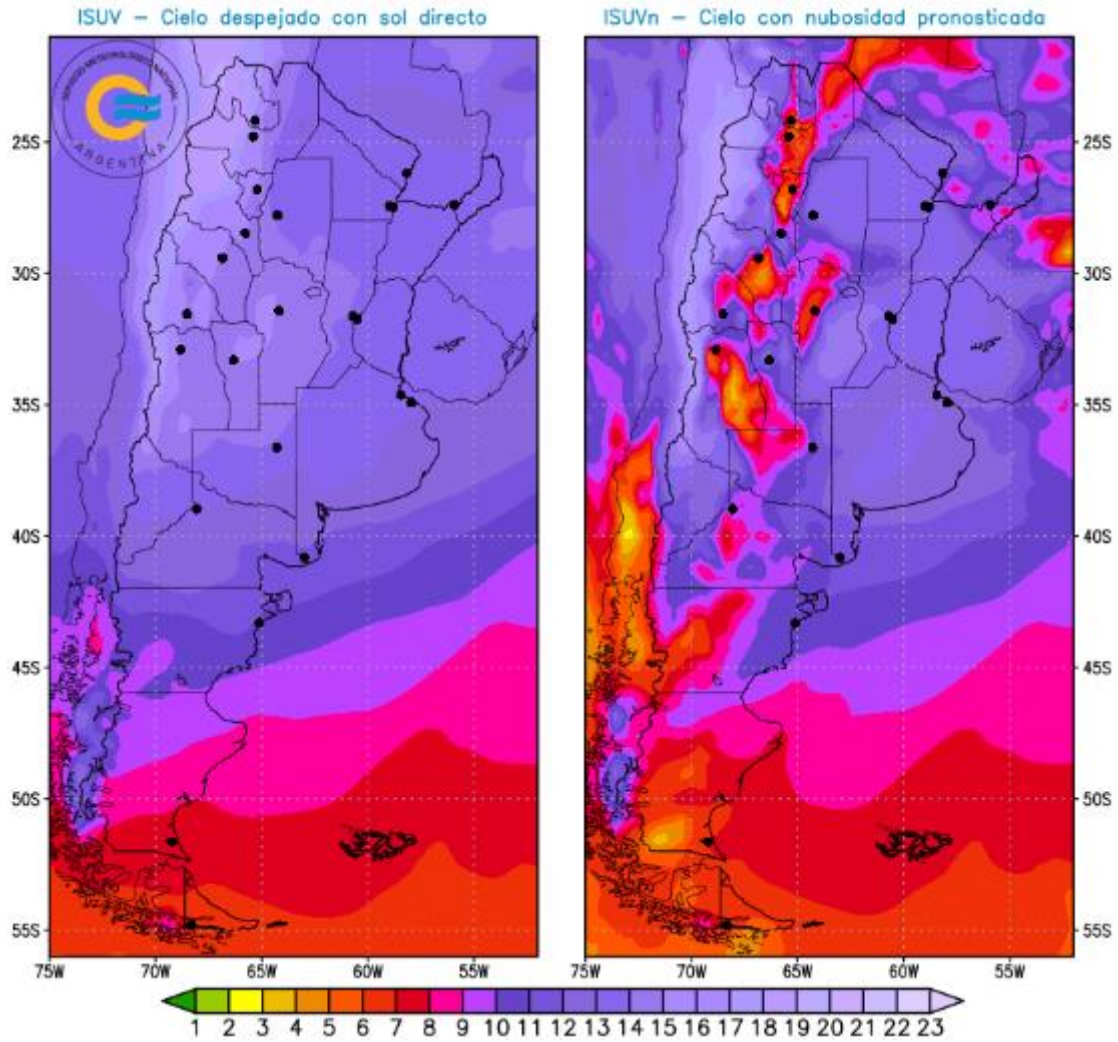 ISUV – Cielo despejado con sol directo
ISUVn – Cielo con nubosidad pronosticada
SERVICIO METEOROLÓGICO NACIONAL
ARGENTINA
25S
30S
35S
40S
45S
50S
55S
75W 70W 65W 60W 55W
25S
30S
35S
40S
45S
50S
55S
75W 70W 65W 60W 55W
1 2 3 4 5 6 7 8 9 10 11 12 13 14 15 16 17 18 19 20 21 22 23